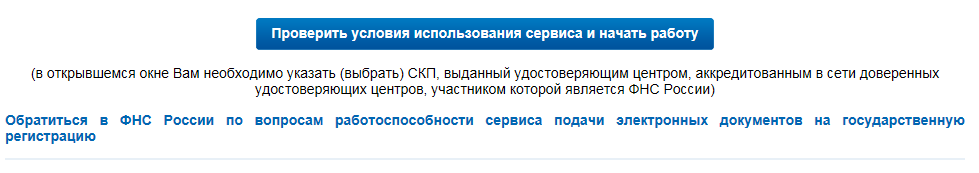 Проверить условия использования сервиса и начать работу
(в открывшемся окне Вам необходимо указать (выбрать) СКП, выданный удостоверяющим центром, аккредитованным в сети доверенных
удостоверяющих центров, участником которой является ФНС России)
Обратиться в ФНС России по вопросам работоспособности сервиса подачи электронных документов на государственную
регистрацию